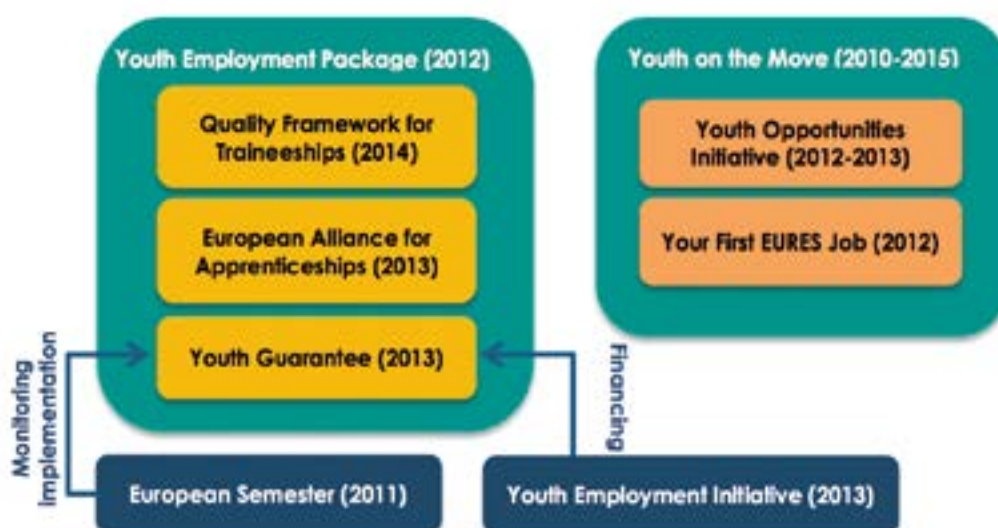 Youth Employment Package (2012)
Quality Framework for
Traineeships (2014)
European Alliance for
Apprenticeships (2013)
Youth Guarantee (2013)
Youth on the Move (2010-2015)
Youth Opportunities
Initiative (2012-2013)
Your First EURES Job (2012)
Monitoring
Implementation
Financing
European Semester (2011)
Youth Employment Initiative (2013)